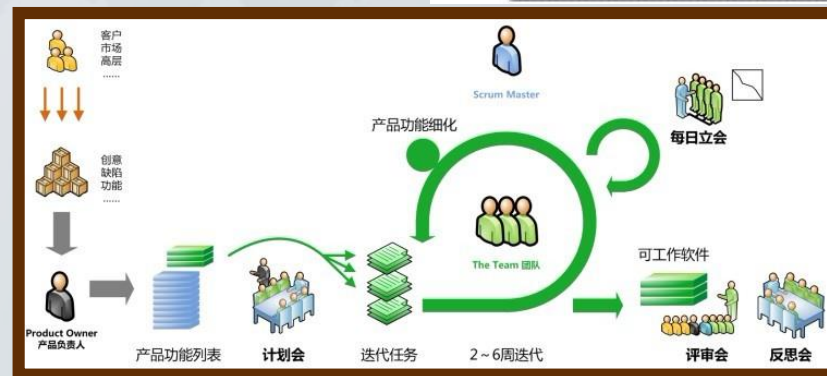 客户
市场
高层
......
创意
缺陷
功能
......
Product Owner
产品负责人
产品功能列表
计划会
迭代任务
产品功能细化
Scrum Master
The Team 团队
2～6周迭代
每日立会
可工作软件
评审会
反思会